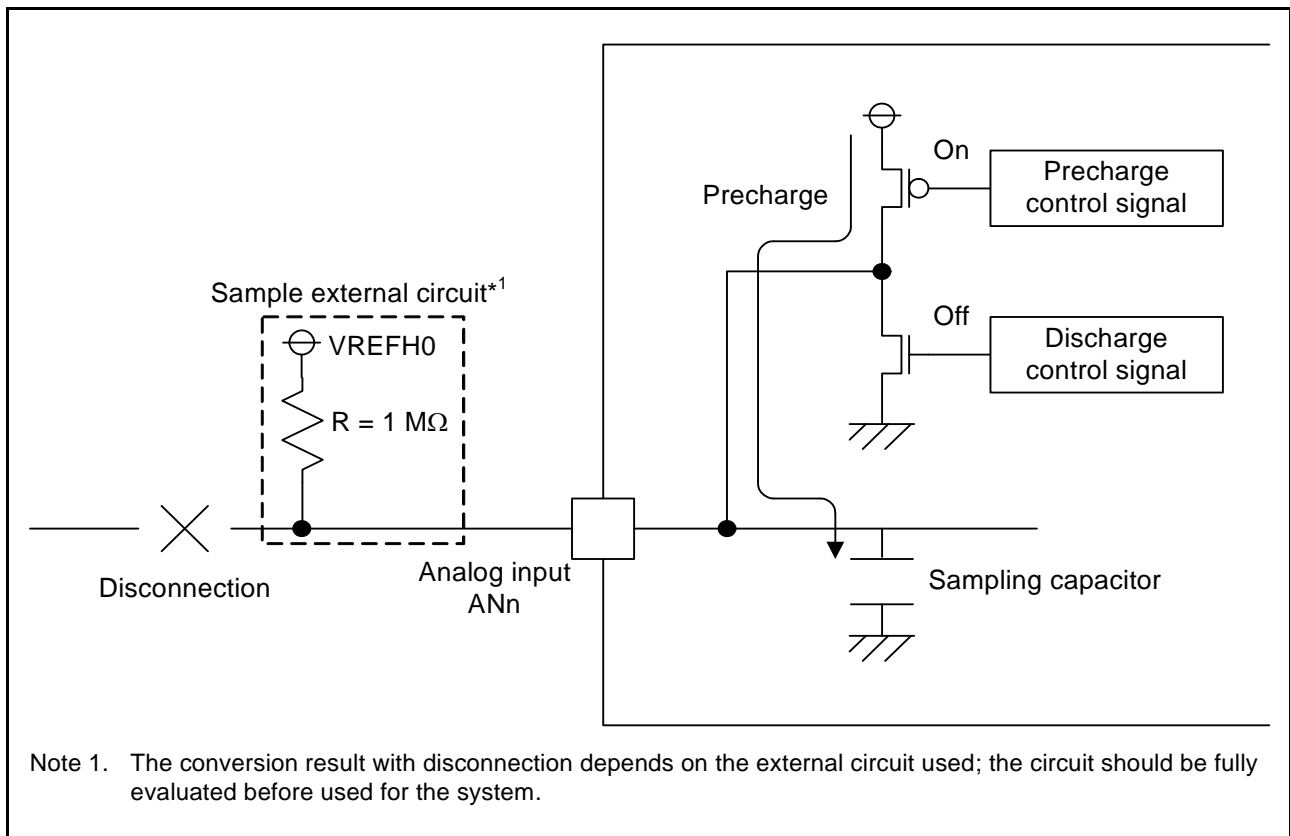 On
Precharge
control signal
Precharge
Sample external circuit*1
VREFH0
R = 1 MΩ
Off
Discharge
control signal
Disconnection
Analog input
ANn
Sampling capacitor
Note 1. The conversion result with disconnection depends on the external circuit used; the circuit should be fully
evaluated before used for the system.